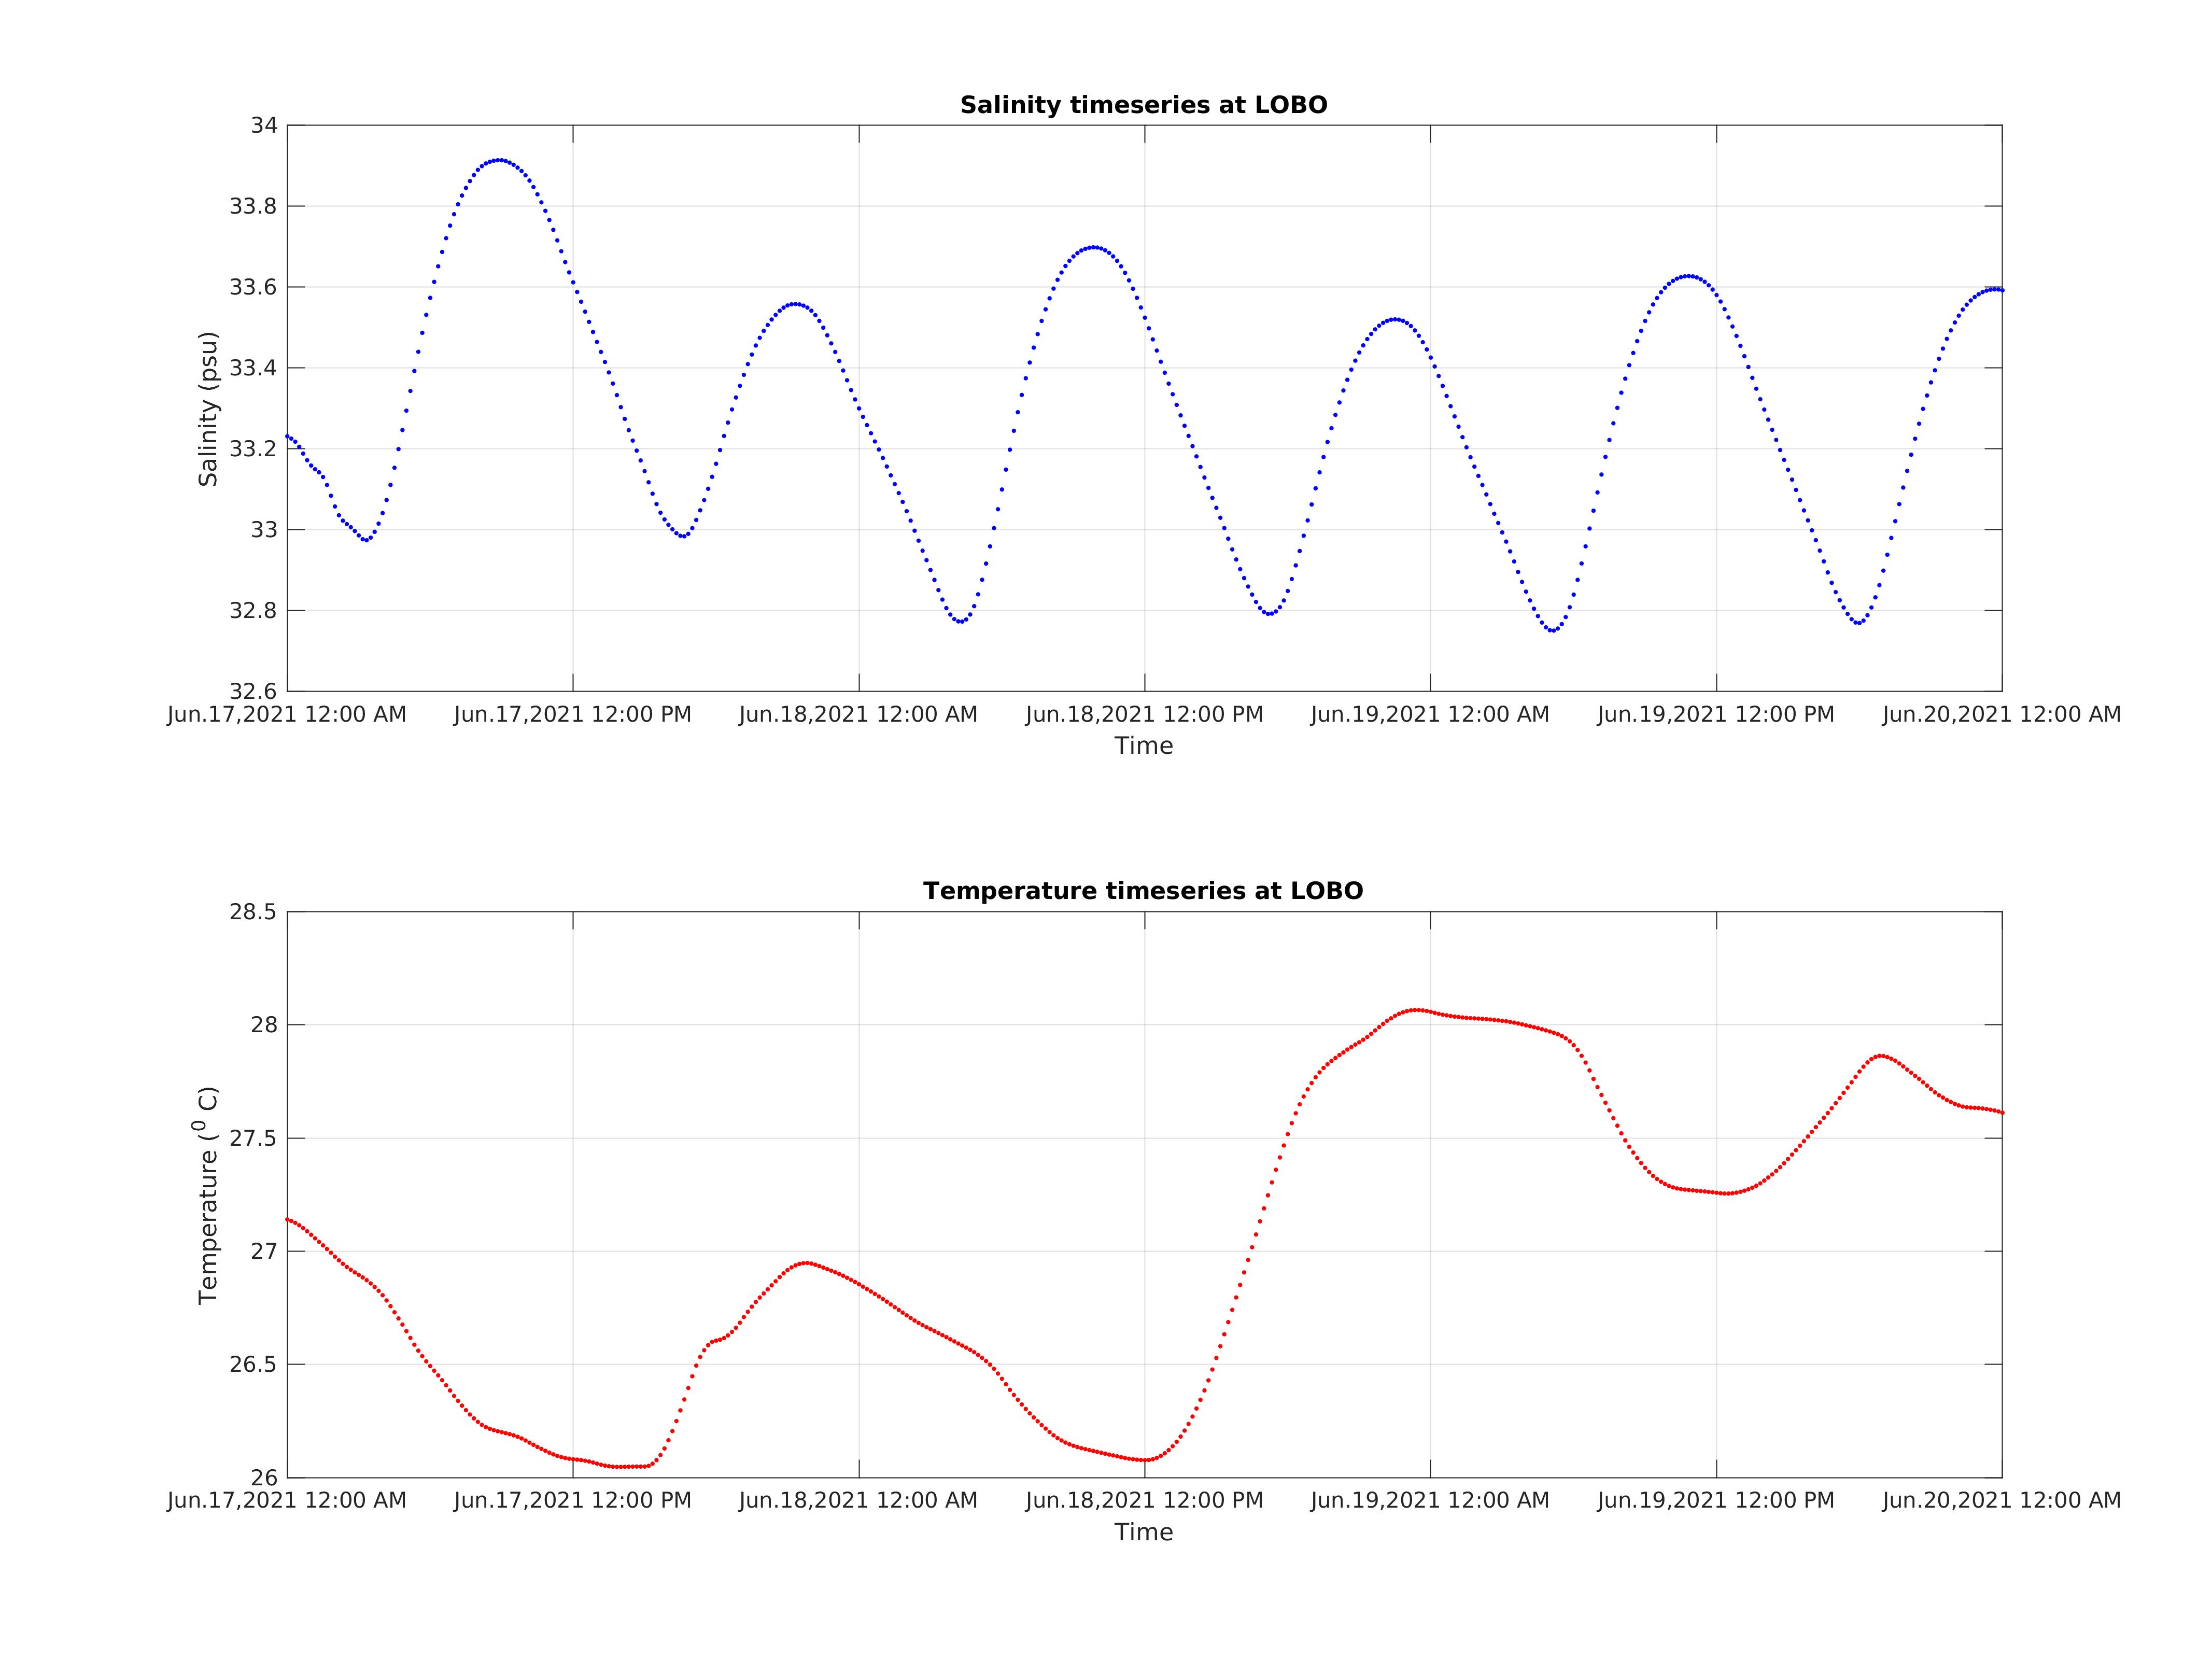 Salinity timeseries at LOBO
34
33.8
33.6
33.4
33.2
33
32.8
32.6
Salinity (psu)
Jun.17,2021 12:00 AM Jun.17,2021 12:00 PM Jun.18,2021 12:00 AM Jun.18,2021 12:00 PM Jun.19,2021 12:00 AM Jun.19,2021 12:00 PM Jun.20,2021 12:00 AM
Time
Temperature timeseries at LOBO
28.5
28
27.5
27
26.5
26
Temperature (⁰ C)
Jun.17,2021 12:00 AM Jun.17,2021 12:00 PM Jun.18,2021 12:00 AM Jun.18,2021 12:00 PM Jun.19,2021 12:00 AM Jun.19,2021 12:00 PM Jun.20,2021 12:00 AM
Time